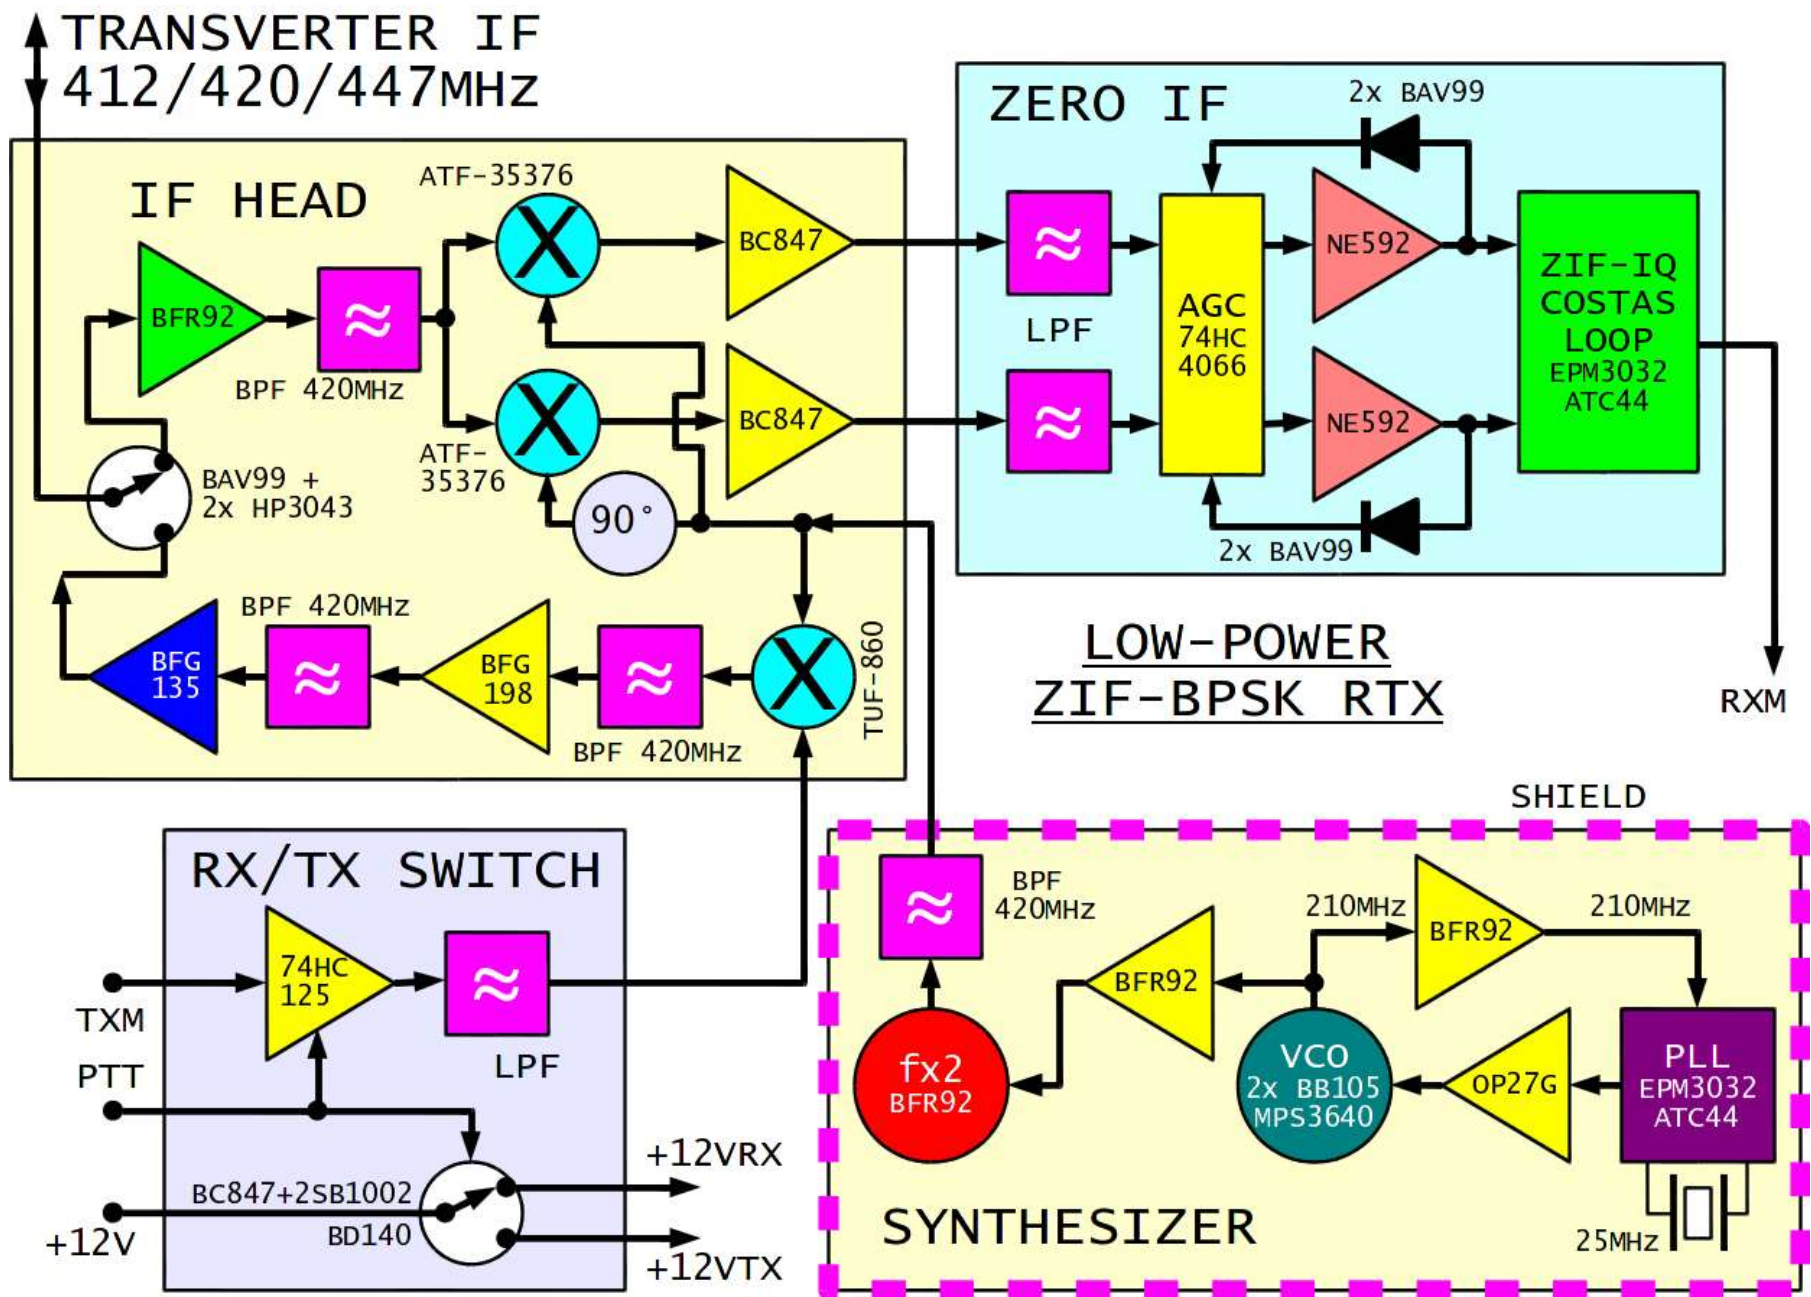 TRANSVERTER IF
412/420/447MHz
IF HEAD
ATF-35376
X
BC847
BFR92
BPF 420MHz
ATF-
35376
X
BC847
BAV99 +
2x HP3043
90°
BPF 420MHz
BFG
135
BFG
198
BPF 420MHz
X
TUF-860
ZERO IF
2x BAV99
LPF
AGC
74HC
4066
NE592
NE592
2x BAV99
ZIF-IQ
COSTAS
LOOP
EPM3032
ATC44
RXM
LOW-POWER
ZIF-BPSK RTX
RX/TX SWITCH
74HC
125
LPF
TXM
PTT
BC847+2SB1002
BD140
+12V
+12VRX
+12VTX
SHIELD
BPF
420MHz
BFR92
210MHz
BFR92
210MHz
fx2
BFR92
VCO
2x BB105
MPS3640
OP27G
PLL
EPM3032
ATC44
25MHz
SYNTHESIZER